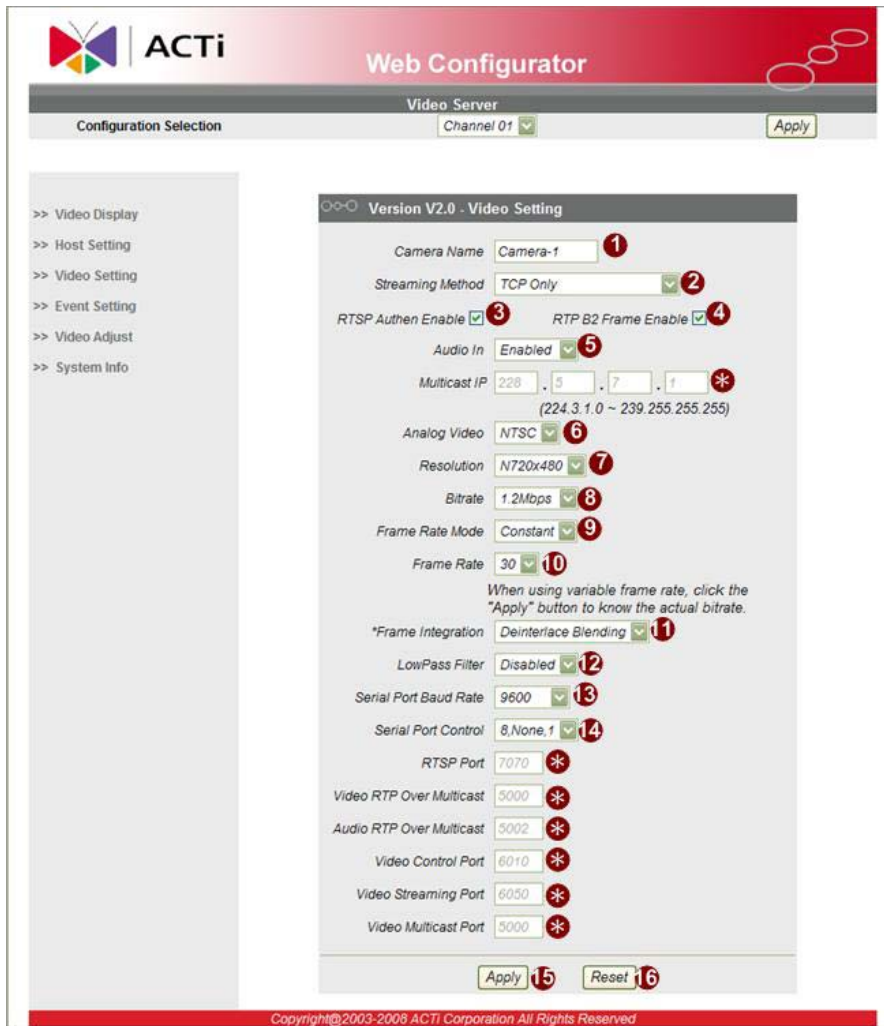 ACTi
Web Configurator
Video Server
Configuration Selection Channel 01 Apply
>> Video Display
>> Host Setting
>> Video Setting
>> Event Setting
>> Video Adjust
>> System Info
Version V2.0 - Video Setting
Camera Name Camera-1 1
Streaming Method TCP Only 2
RTSP Authen Enable 3 RTP B2 Frame Enable 4
Audio In Enabled 5
Multicast IP 228 . 5 . 7 . 1 *
(224.3.1.0 ~ 239.255.255.255)
Analog Video NTSC 6
Resolution N720x480 7
Bitrate 1.2Mbps 8
Frame Rate Mode Constant 9
Frame Rate 30 10
When using variable frame rate, click the
"Apply" button to know the actual bitrate.
*Frame Integration Deinterlace Blending 11
LowPass Filter Disabled 12
Serial Port Baud Rate 9600 13
Serial Port Control 8,None,1 14
RTSP Port 7070 *
Video RTP Over Multicast 5000 *
Audio RTP Over Multicast 5002 *
Video Control Port 6010 *
Video Streaming Port 6050 *
Video Multicast Port 5000 *
Apply 15 Reset 16
Copyright@2003-2008 ACTi Corporation All Rights Reserved